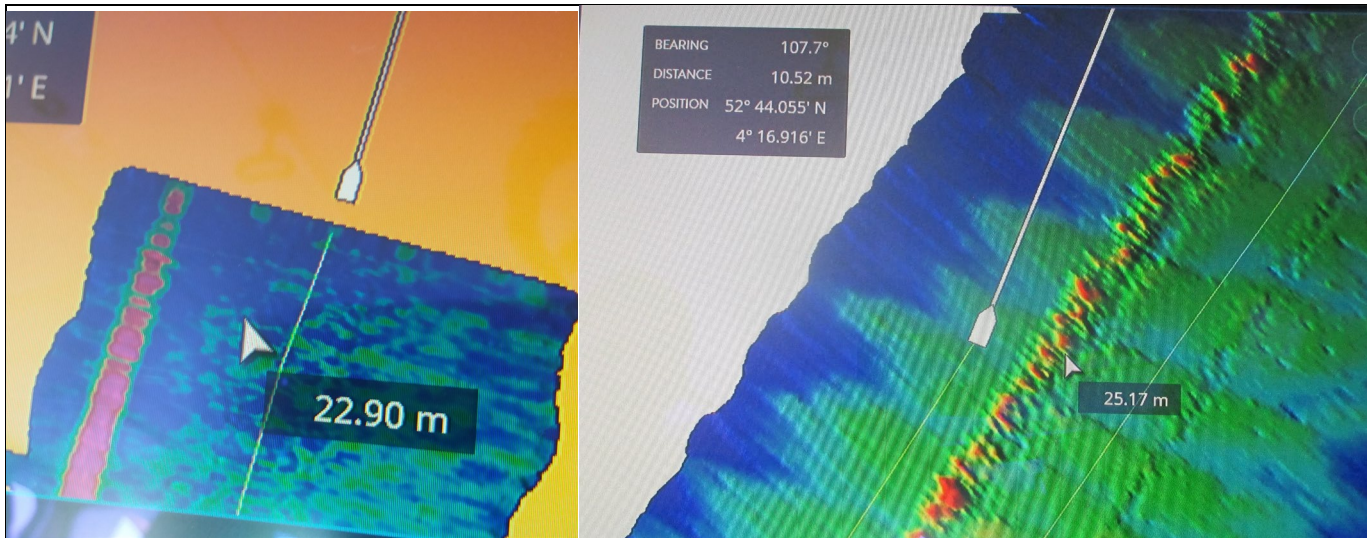 4' N
1' E
22.90 m
BEARING 107.7°
DISTANCE 10.52 m
POSITION 52° 44.055' N
4° 16.916' E
25.17 m